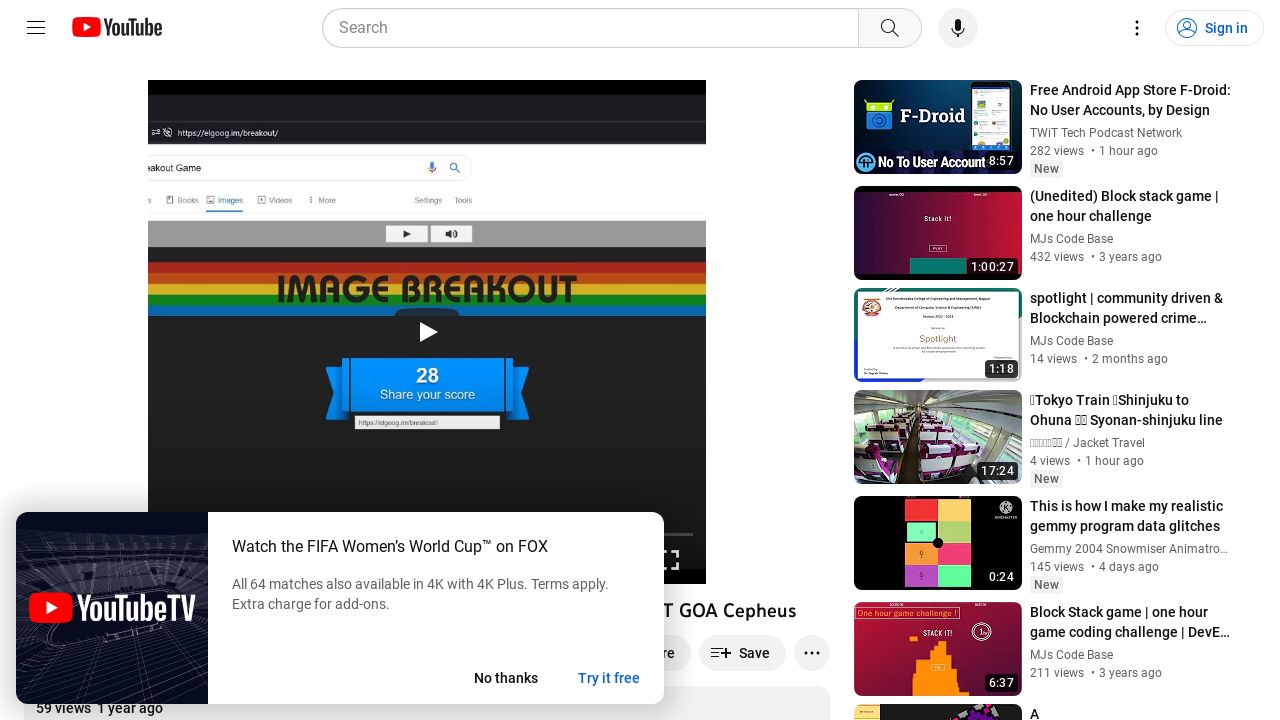 YouTube
Search
Sign in
https://elgoog.im/breakout/
eakout Game
Books
Images
Videos
More
Settings
Tools
IMAGE BREAKOUT
28
Share your score
https://elgoog.im/breakout/
T GOA Cepheus
re
Save
59 views 1 year ago
YouTubeTV
Watch the FIFA Women’s World Cup™ on FOX
All 64 matches also available in 4K with 4K Plus. Terms apply.
Extra charge for add-ons.
No thanks
Try it free
F-Droid
No To User Account
8:57
Free Android App Store F-Droid:
No User Accounts, by Design
TWiT Tech Podcast Network
282 views • 1 hour ago
New
Stack it!
PLAY
1:00:27
(Unedited) Block stack game |
one hour challenge
MJs Code Base
432 views • 3 years ago
Spotlight
1:18
spotlight | community driven &
Blockchain powered crime…
MJs Code Base
14 views • 2 months ago
17:24
Tokyo Train Shinjuku to
Ohuna Syonan-shinjuku line
/ Jacket Travel
4 views • 1 hour ago
New
0:24
This is how I make my realistic
gemmy program data glitches
Gemmy 2004 Snowmiser Animatro…
145 views • 4 days ago
New
One hour game challenge !
STACK IT!
6:37
Block Stack game | one hour
game coding challenge | DevE…
MJs Code Base
211 views • 3 years ago
A